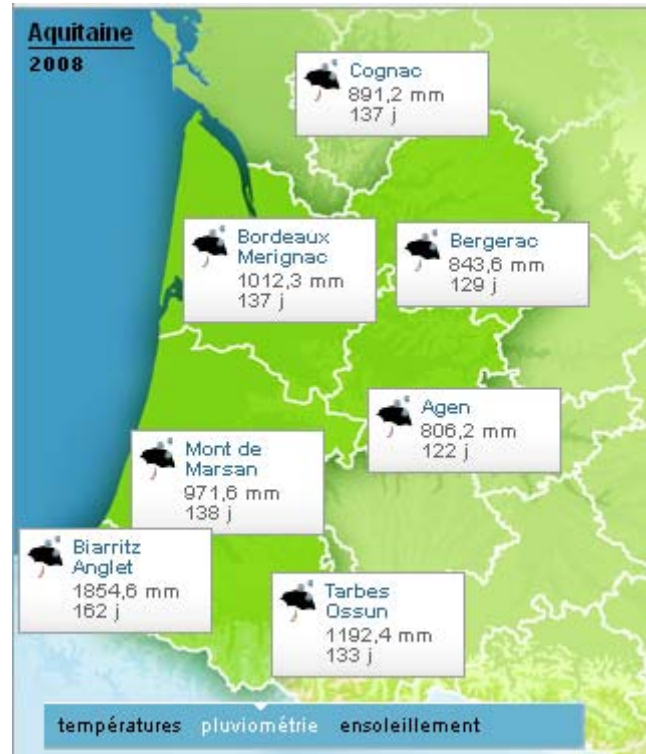 Aquitaine
2008
Cognac
891,2 mm
137 j
Bordeaux
Merignac
1012,3 mm
137 j
Bergerac
843,6 mm
129 j
Agen
806,2 mm
122 j
Mont de
Marsan
971,6 mm
138 j
Biarritz
Anglet
1854,6 mm
162 j
Tarbes
Ossun
1192,4 mm
133 j
températures pluviométrie ensoleillement